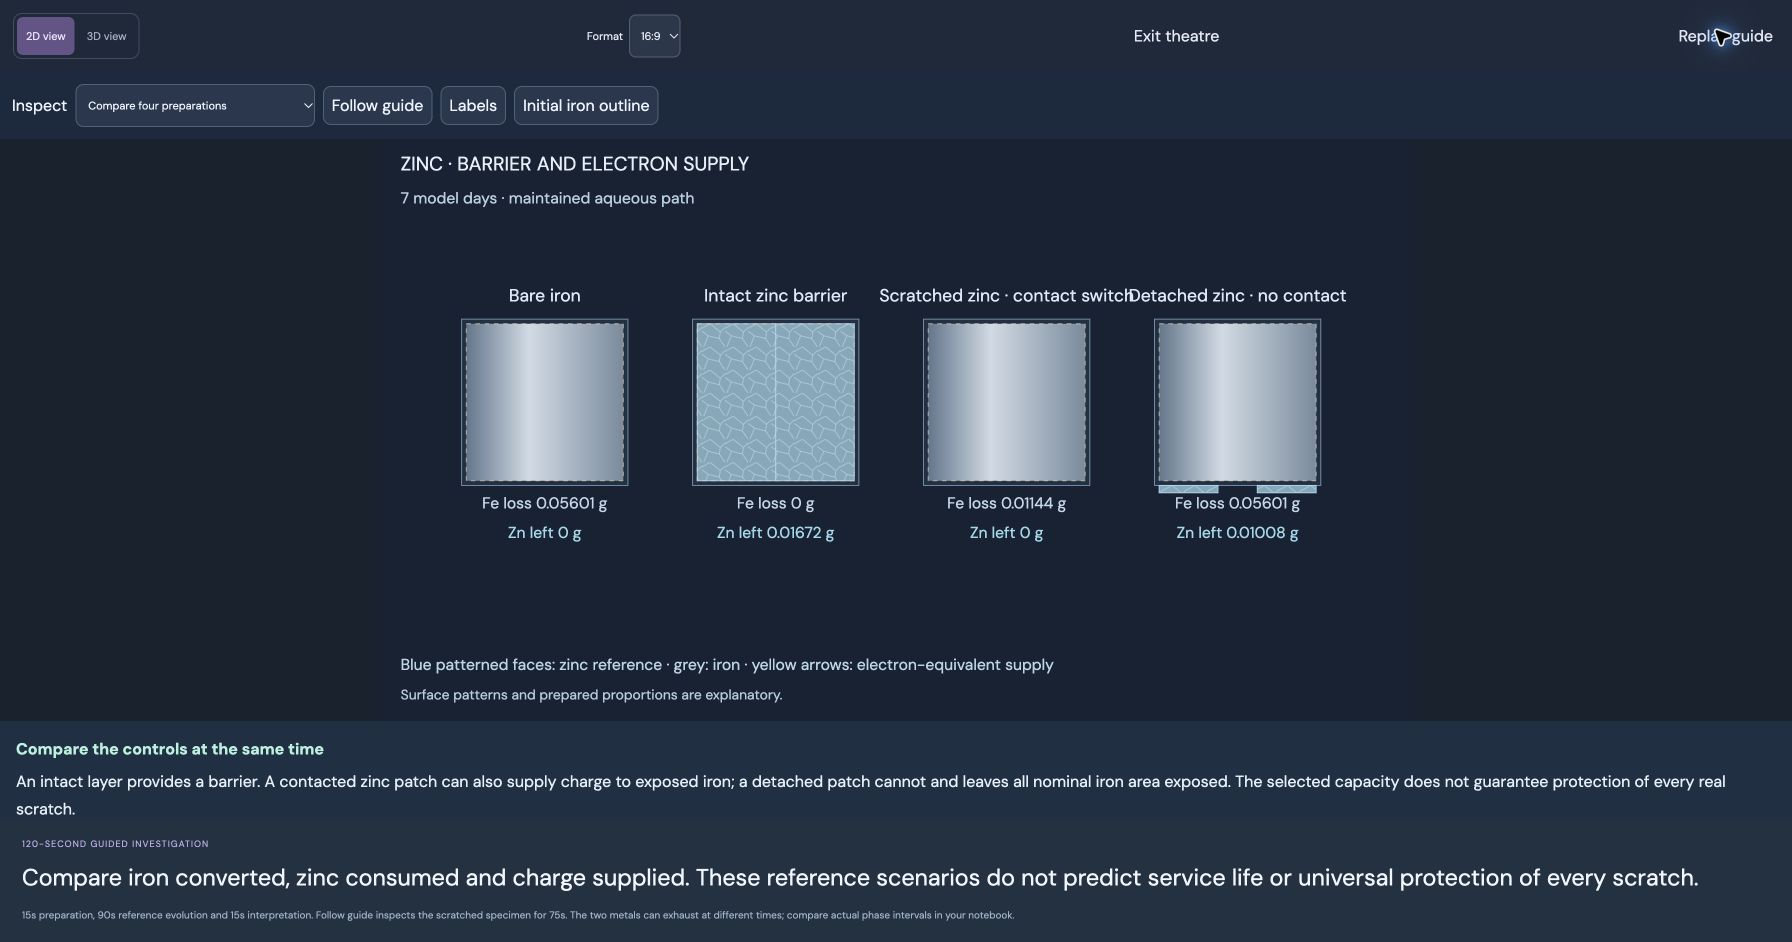 2D view 3D view Format 16:9 Exit theatre Replay guide
Inspect Compare four preparations Follow guide Labels Initial iron outline
ZINC · BARRIER AND ELECTRON SUPPLY
7 model days · maintained aqueous path
Bare iron Intact zinc barrier Scratched zinc · contact switch Detached zinc · no contact
Fe loss 0.05601 g Fe loss 0 g Fe loss 0.01144 g Fe loss 0.05601 g
Zn left 0 g Zn left 0.01672 g Zn left 0 g Zn left 0.01008 g
Blue patterned faces: zinc reference · grey: iron · yellow arrows: electron-equivalent supply
Surface patterns and prepared proportions are explanatory.
Compare the controls at the same time
An intact layer provides a barrier. A contacted zinc patch can also supply charge to exposed iron; a detached patch cannot and leaves all nominal iron area exposed. The selected capacity does not guarantee protection of every real
scratch.
120-SECOND GUIDED INVESTIGATION
Compare iron converted, zinc consumed and charge supplied. These reference scenarios do not predict service life or universal protection of every scratch.
15s preparation, 90s reference evolution and 15s interpretation. Follow guide inspects the scratched specimen for 75s. The two metals can exhaust at different times; compare actual phase intervals in your notebook.